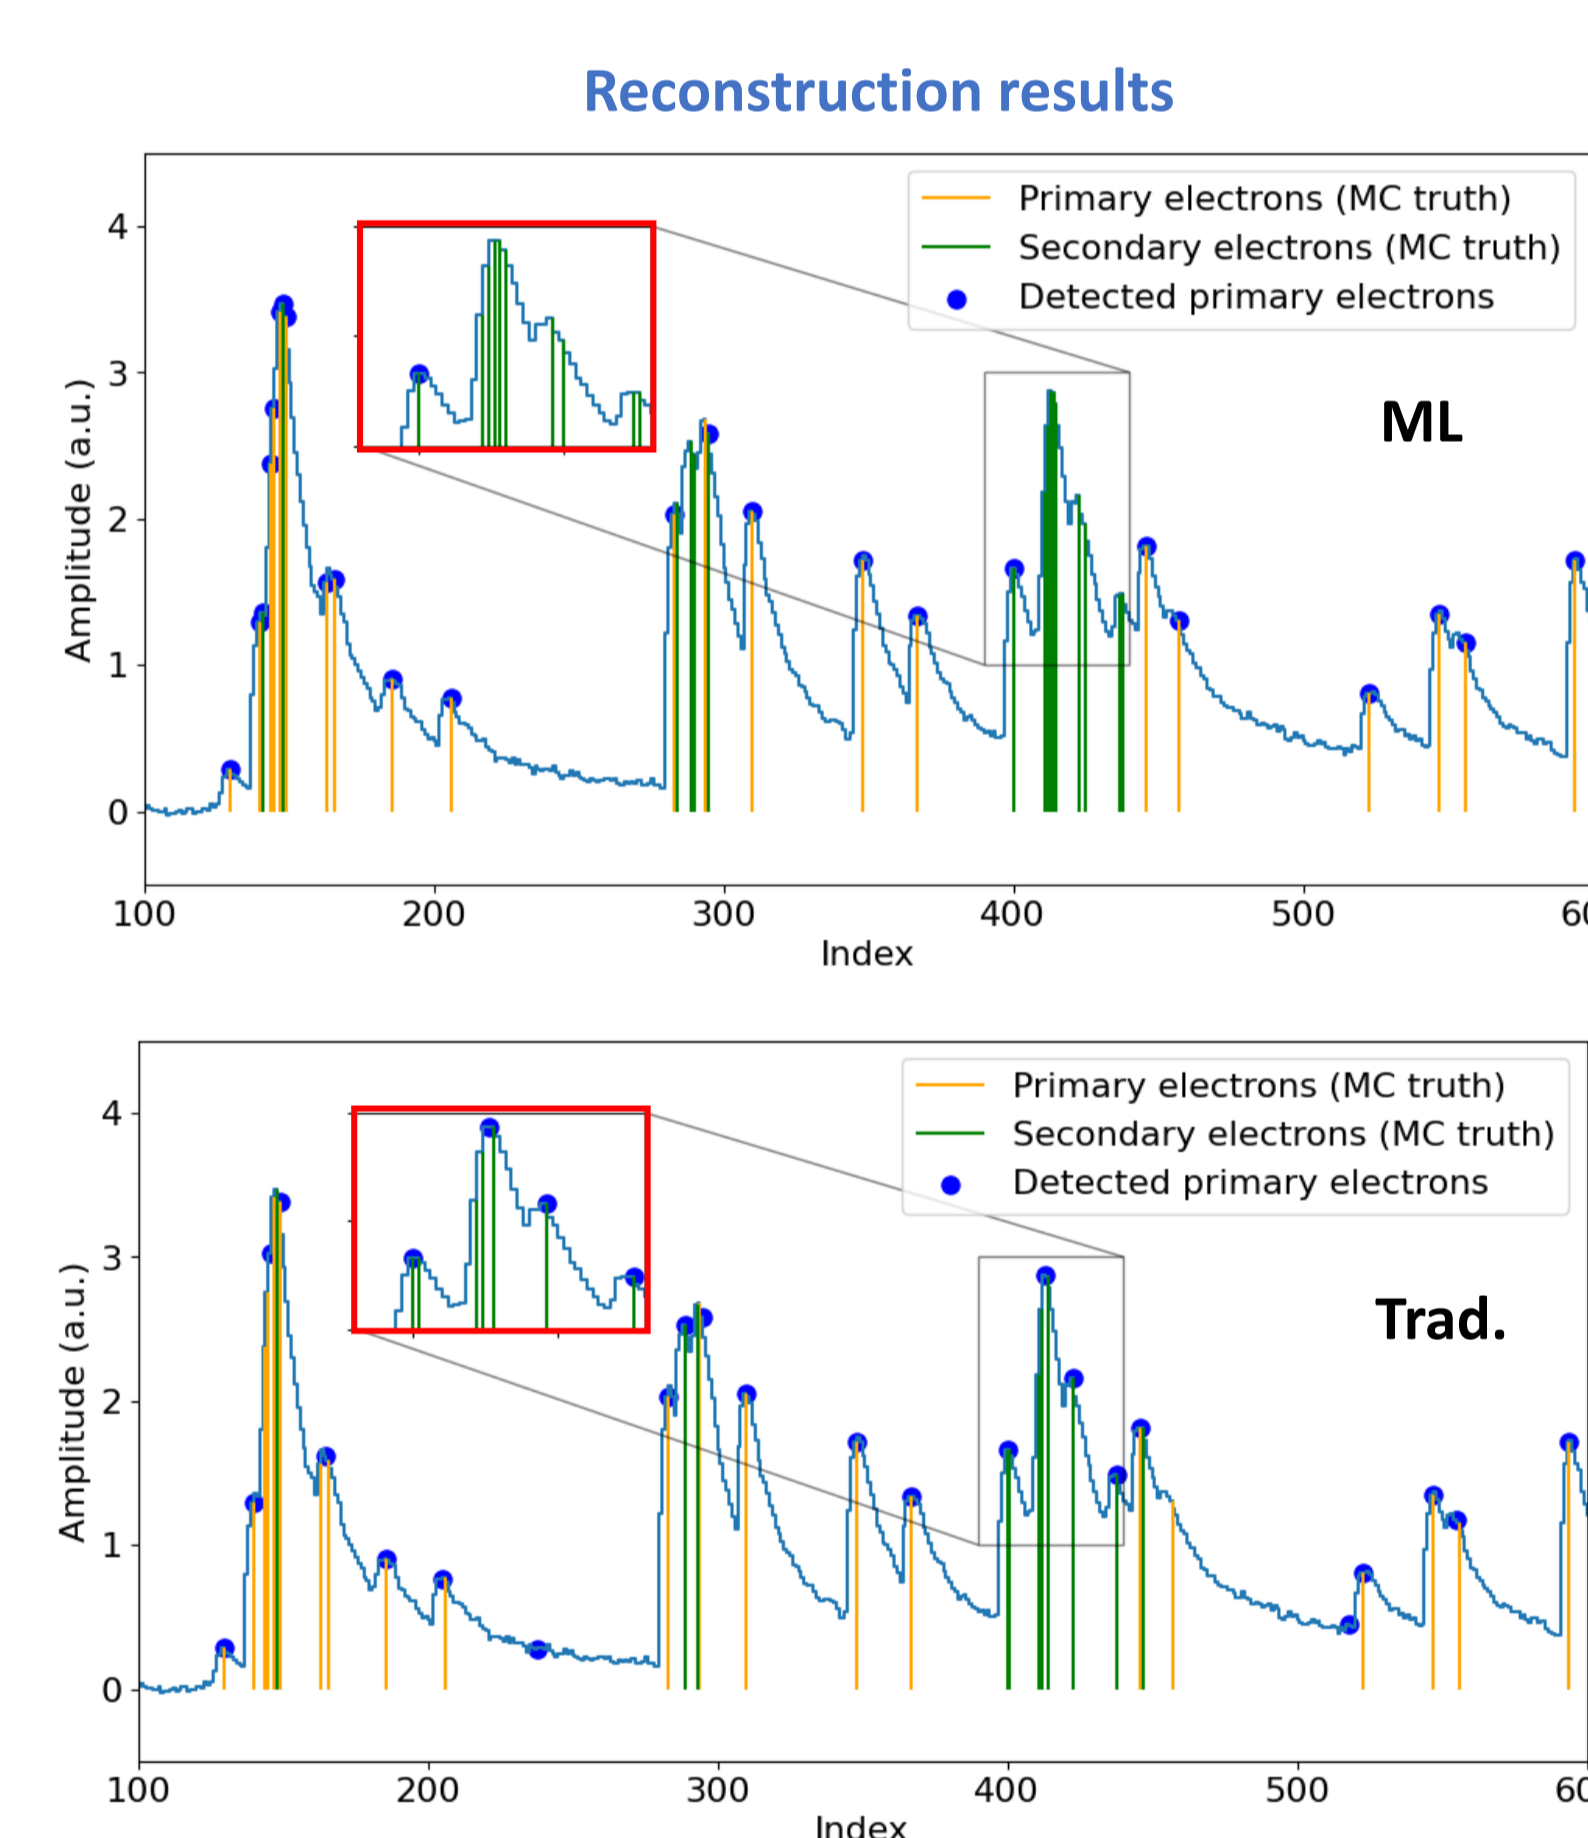 Reconstruction results
Primary electrons (MC truth)
Secondary electrons (MC truth)
Detected primary electrons
ML
Amplitude (a.u.)
4
3
2
1
0
100 200 300 400 500 60
Index
Primary electrons (MC truth)
Secondary electrons (MC truth)
Detected primary electrons
Trad.
Amplitude (a.u.)
4
3
2
1
0
100 200 300 400 500 60
Index